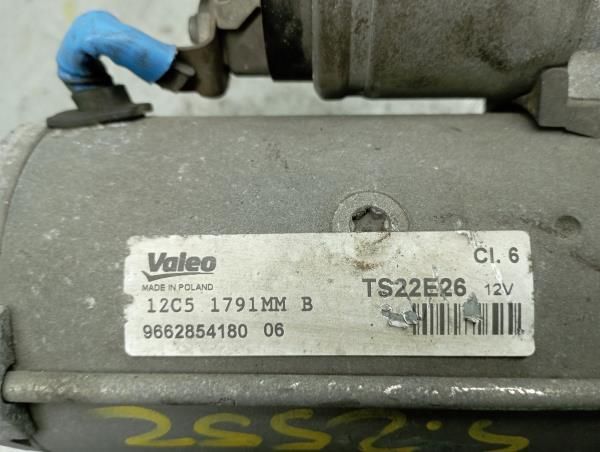 Valeo Cl. 6
MADE IN POLAND TS22E26 12V
12C5 1791MM B
9662854180 06